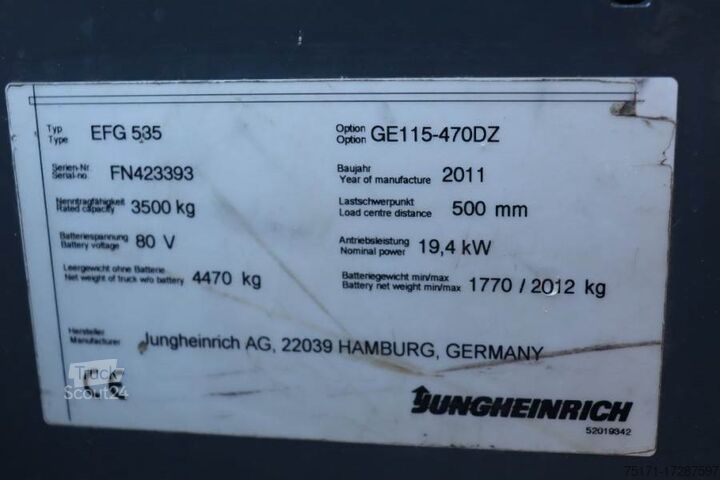 Typ
Type EFG 535 Option
Option GE115-470DZ
Serien-Nr.
Serial-no. FN423393 Baujahr
Year of manufacture 2011
Nenntragfähigkeit
Rated capacity 3500 kg Lastschwerpunkt
Load centre distance 500 mm
Batteriespannung
Battery voltage 80 V Antriebsleistung
Nominal power 19,4 kW
Leergewicht ohne Batterie
Net weight of truck w/o battery 4470 kg Batteriegewicht min/max
Battery net weight min/max 1770 / 2012 kg
Hersteller
Manufacturer Jungheinrich AG, 22039 HAMBURG, GERMANY
Truck
Scout24
CE
JUNGHEINRICH
52019342
75171-17287597